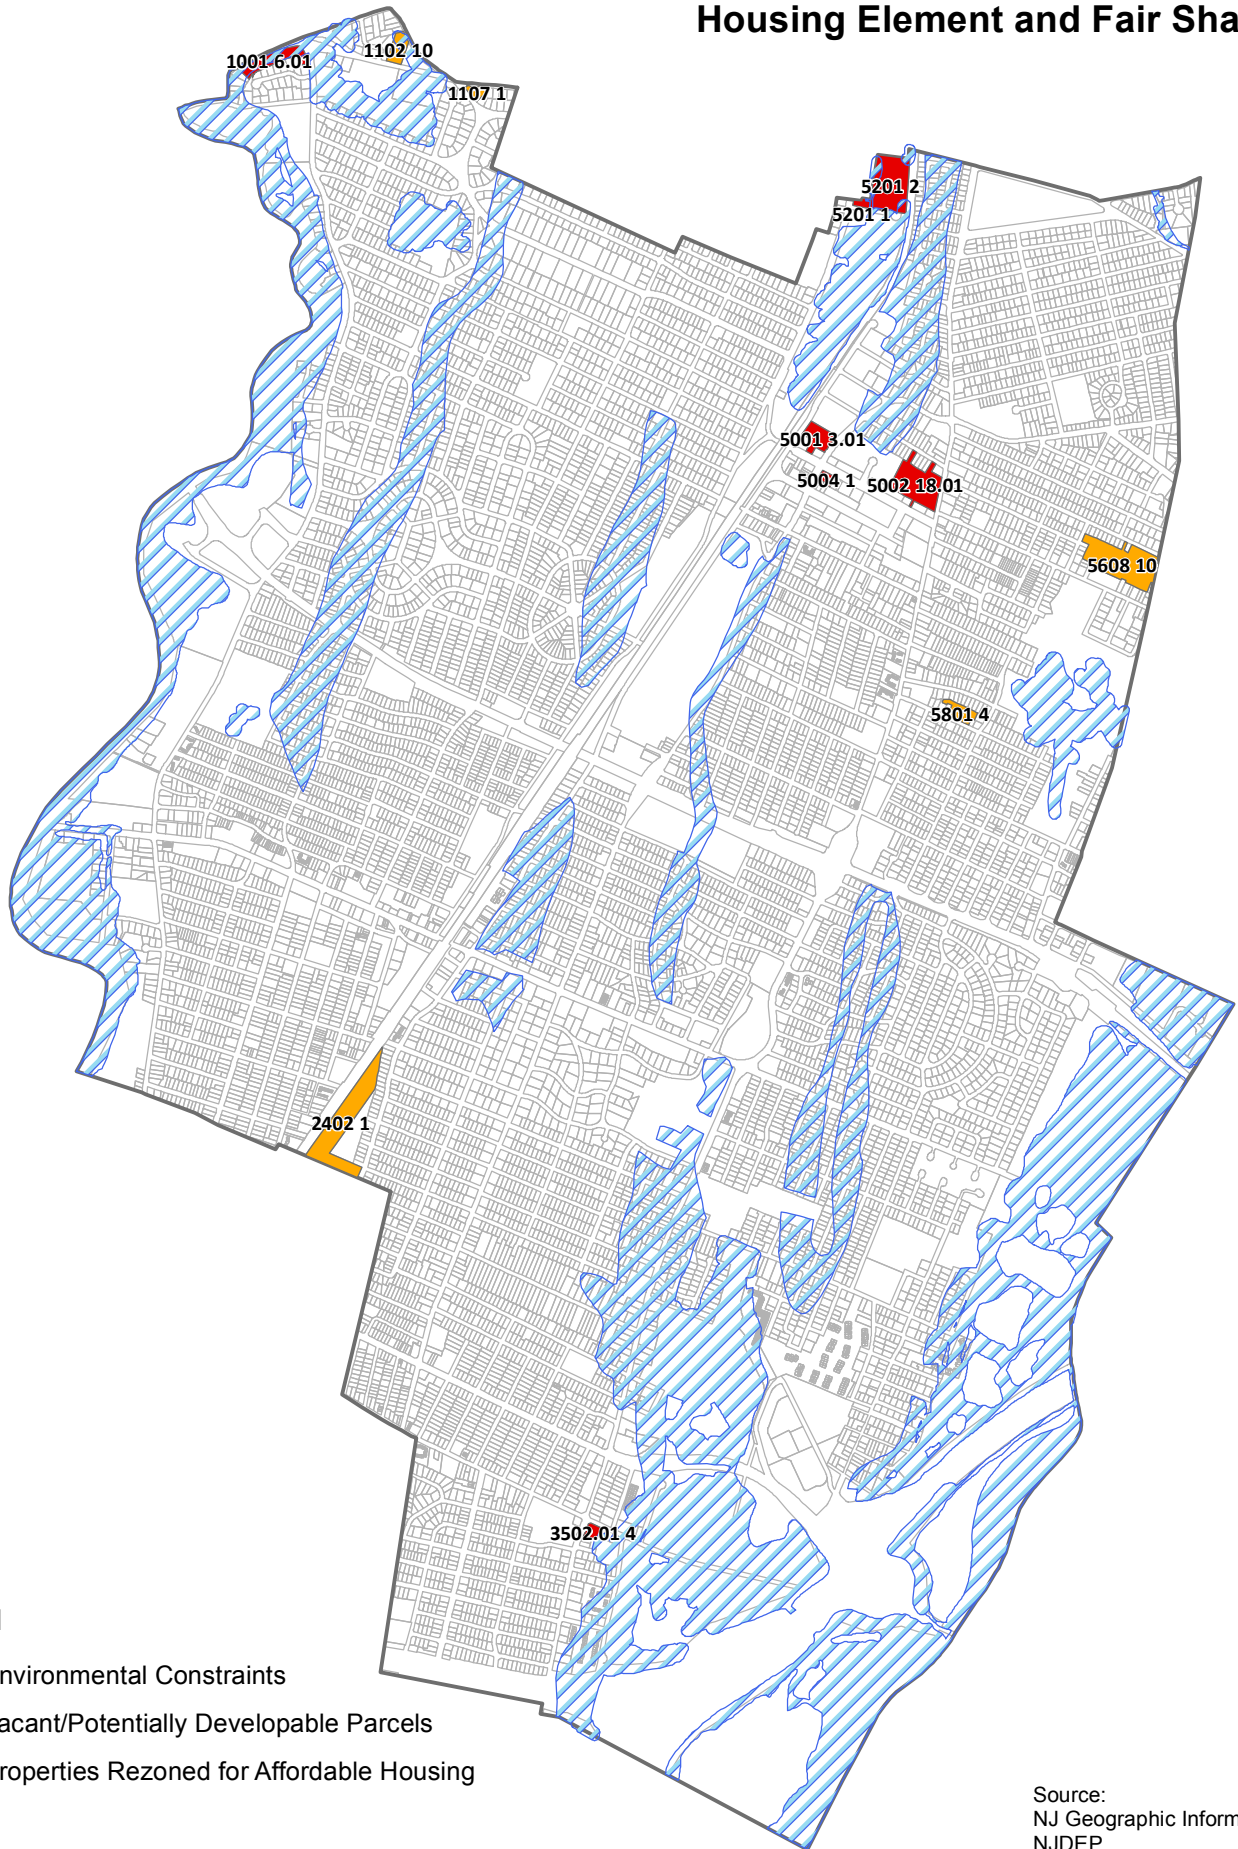 Housing Element and Fair Sha
1001 6.01
1102 10
1107 1
5201 2
5201 1
5001 3.01
5004 1
5002 18.01
5608 10
5801 4
2402 1
3502.01 4
nvironmental Constraints
acant/Potentially Developable Parcels
roperties Rezoned for Affordable Housing
Source:
NJ Geographic Inform
NJDEP